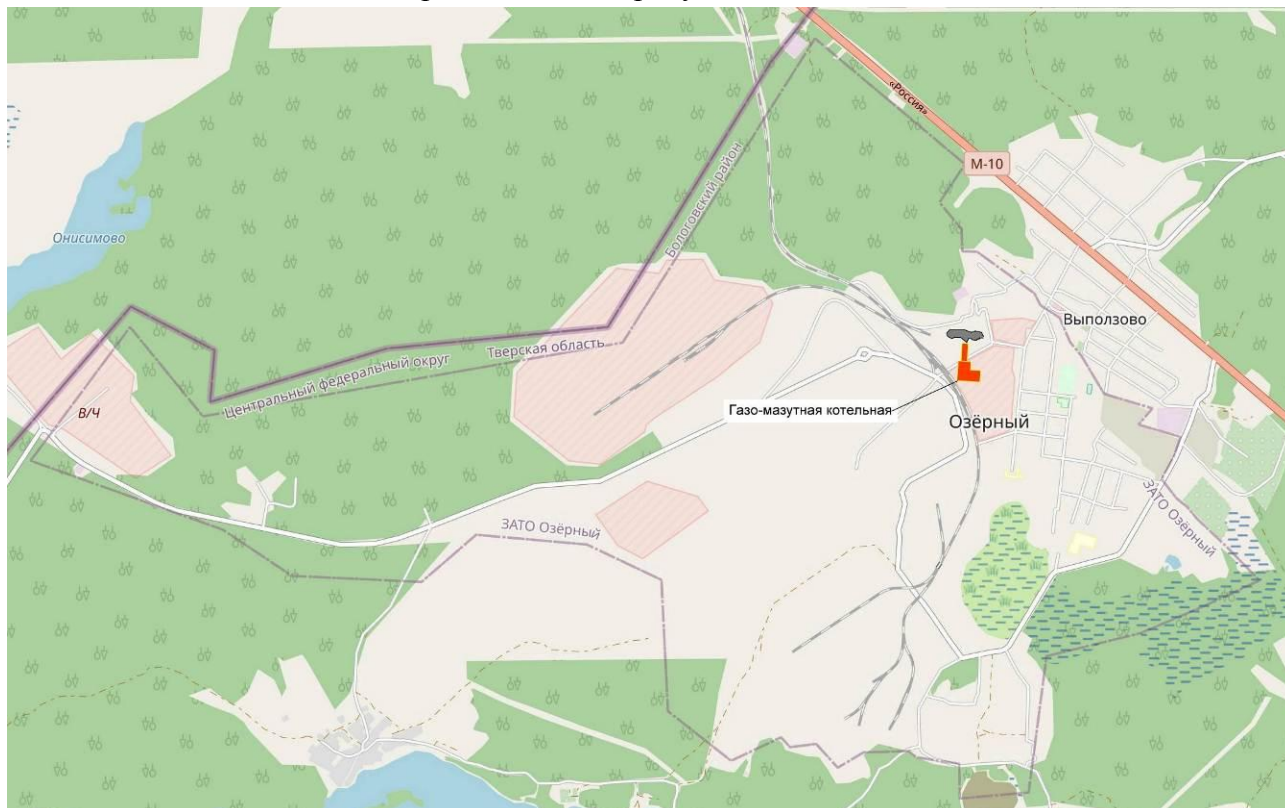 «Россия»
М-10
Бологовский район
Онисимово
Выползово
Тверская область
Центральный федеральный округ
В/Ч
Газо-мазутная котельная
Озёрный
ЗАТО Озёрный
ЗАТО Озёрный